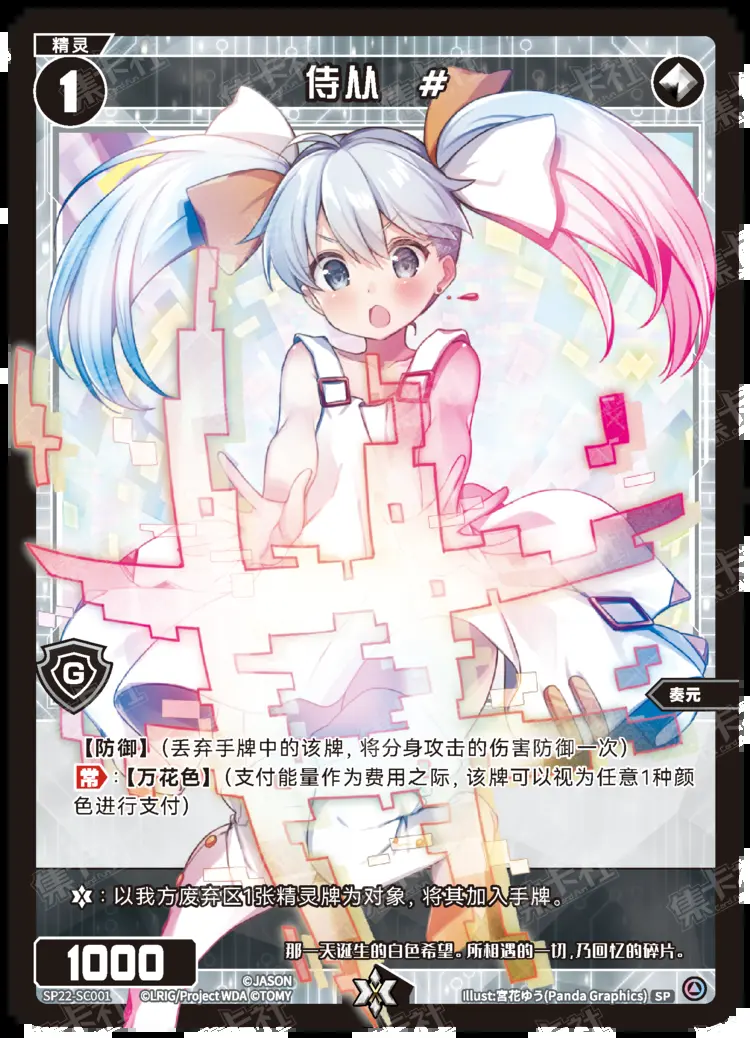 精灵
1
侍从 #
G
奏元
【防御】（丢弃手牌中的该牌，将分身攻击的伤害防御一次）
常：【万花色】（支付能量作为费用之际，该牌可以视为任意1种颜
色进行支付）
：以我方废弃区1张精灵牌为对象，将其加入手牌。
那一天诞生的白色希望。所相遇的一切，乃回忆的碎片。
1000
©JASON
SP22-SC001 ©LRIG/Project WDA ©TOMY
Illust:宮花ゆう(Panda Graphics) SP
集卡社